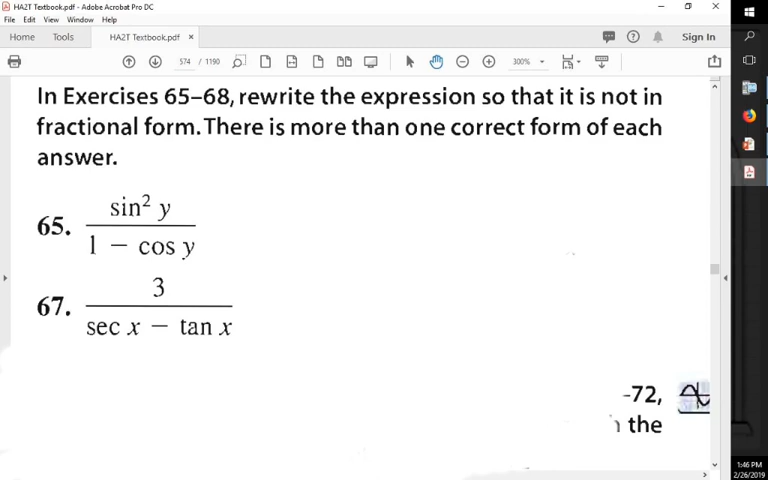 HA2T Textbook.pdf - Adobe Acrobat Pro DC
File Edit View Window Help
Home Tools HA2T Textbook.pdf × Sign In
574 / 1190 300%
In Exercises 65–68, rewrite the expression so that it is not in
fractional form. There is more than one correct form of each
answer.
65. sin² y
1 − cos y
67. 3
sec x − tan x
-72,
the
1:46 PM
2/26/2019